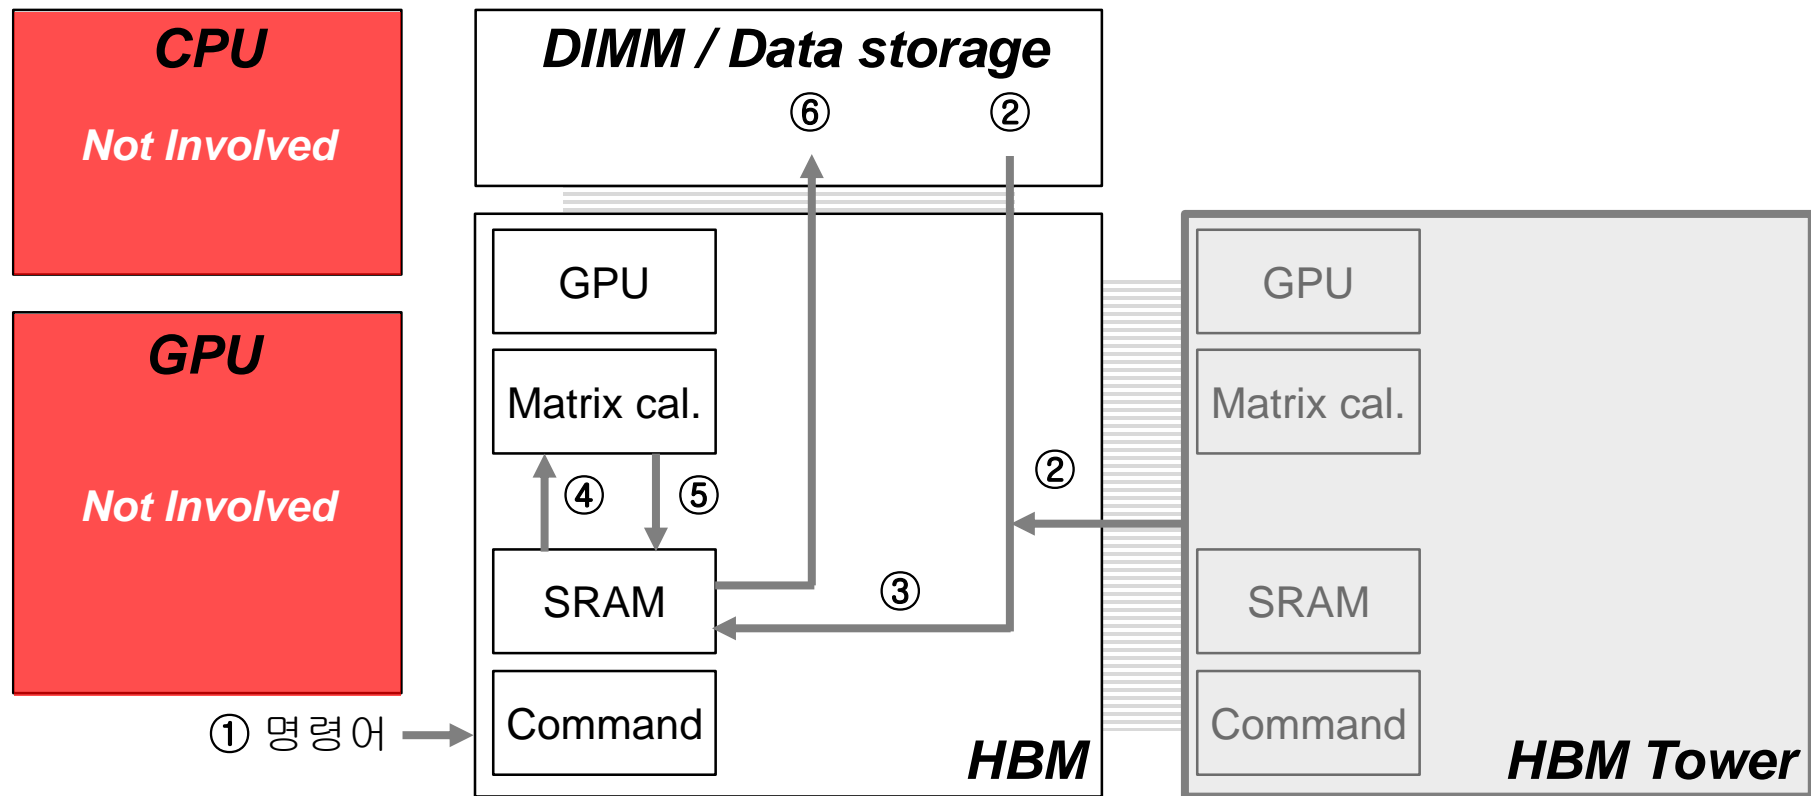 CPU
Not Involved
GPU
Not Involved
① 명령어
DIMM / Data storage
⑥ ②
GPU
Matrix cal.
④ ⑤
SRAM
③
②
Command
HBM
GPU
Matrix cal.
SRAM
Command
HBM Tower